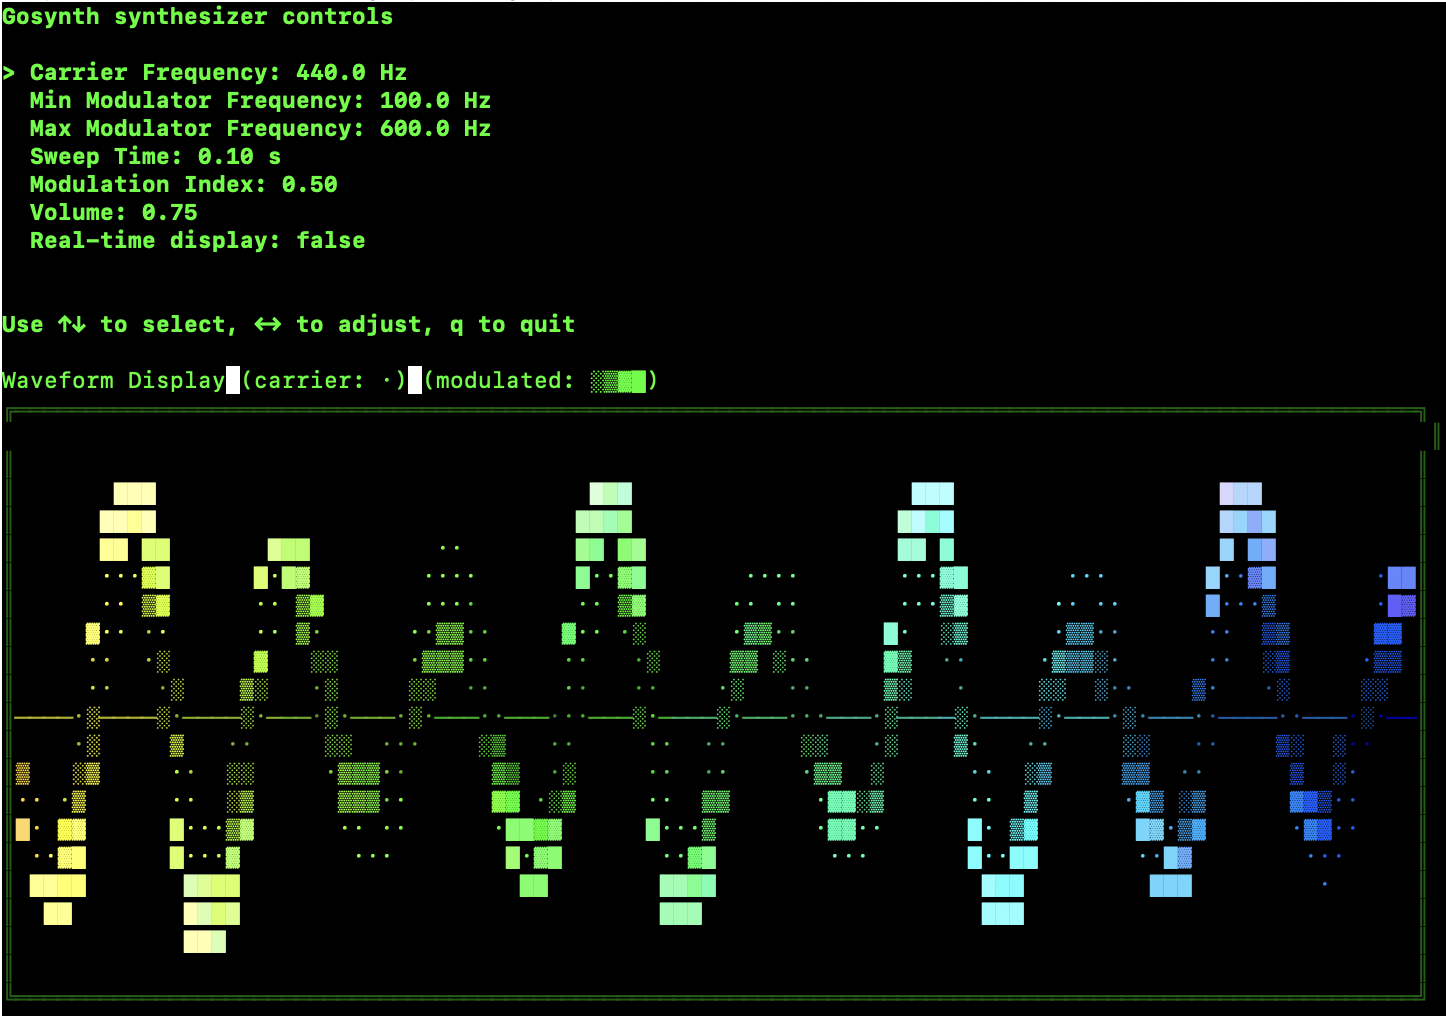 Gosynth synthesizer controls
> Carrier Frequency: 440.0 Hz
Min Modulator Frequency: 100.0 Hz
Max Modulator Frequency: 600.0 Hz
Sweep Time: 0.10 s
Modulation Index: 0.50
Volume: 0.75
Real-time display: false
Use ↑↓ to select, ↔ to adjust, q to quit
Waveform Display (carrier: ·) (modulated: ░▒▓█)